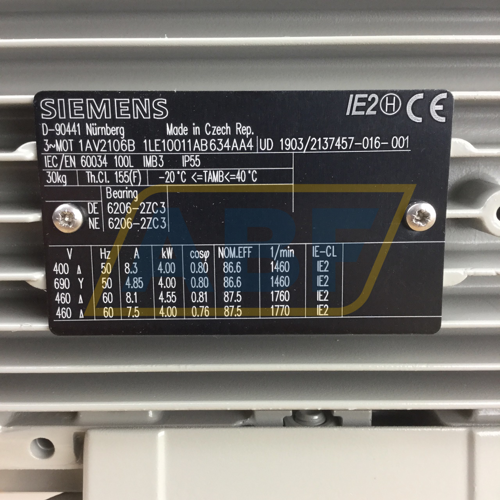 SIEMENS IE2 H CE
D-90441 Nürnberg Made in Czech Rep.
3~MOT 1AV2106B 1LE10011AB634AA4 UD 1903/2137457-016-001
IEC/EN 60034 100L IMB3 IP55
30kg Th.Cl. 155(F) -20°C <=TAMB<=40°C
Bearing
DE 6206-2ZC3
NE 6206-2ZC3
V Hz A kW cosφ NOM.EFF 1/min IE-CL
400 Δ 50 8.3 4.00 0.80 86.6 1460 IE2
690 Y 50 4.85 4.00 0.80 86.6 1460 IE2
460 Δ 60 8.1 4.55 0.81 87.5 1760 IE2
460 Δ 60 7.5 4.00 0.76 87.5 1770 IE2
ABF